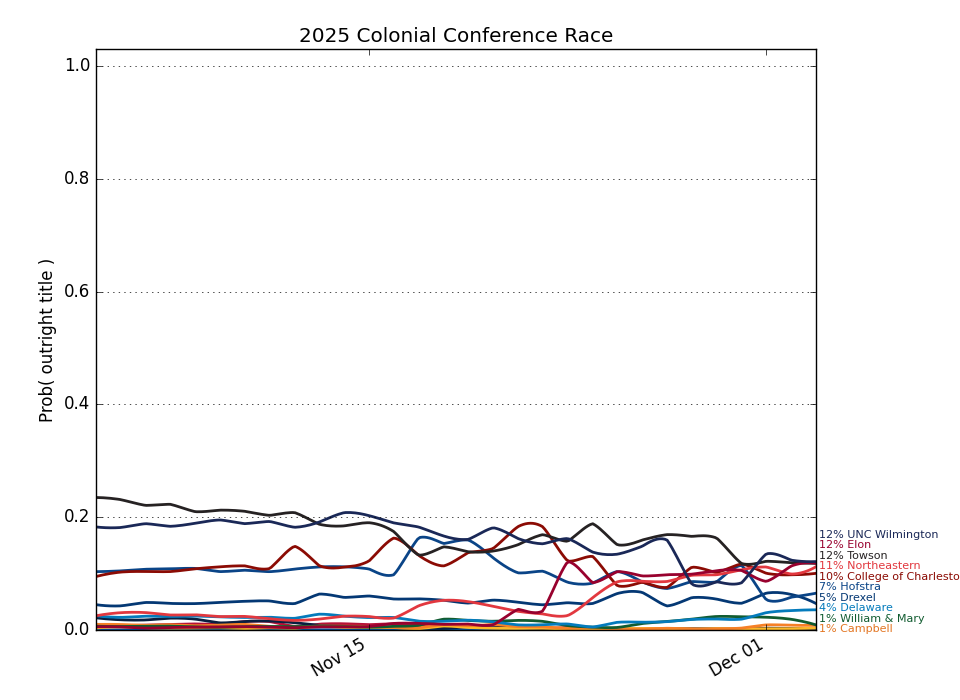 2025 Colonial Conference Race
Prob( outright title )
1.0
0.8
0.6
0.4
0.2
0.0
Nov 15
Dec 01
12% UNC Wilmington
12% Elon
12% Towson
11% Northeastern
10% College of Charlesto
7% Hofstra
5% Drexel
4% Delaware
1% William & Mary
1% Campbell